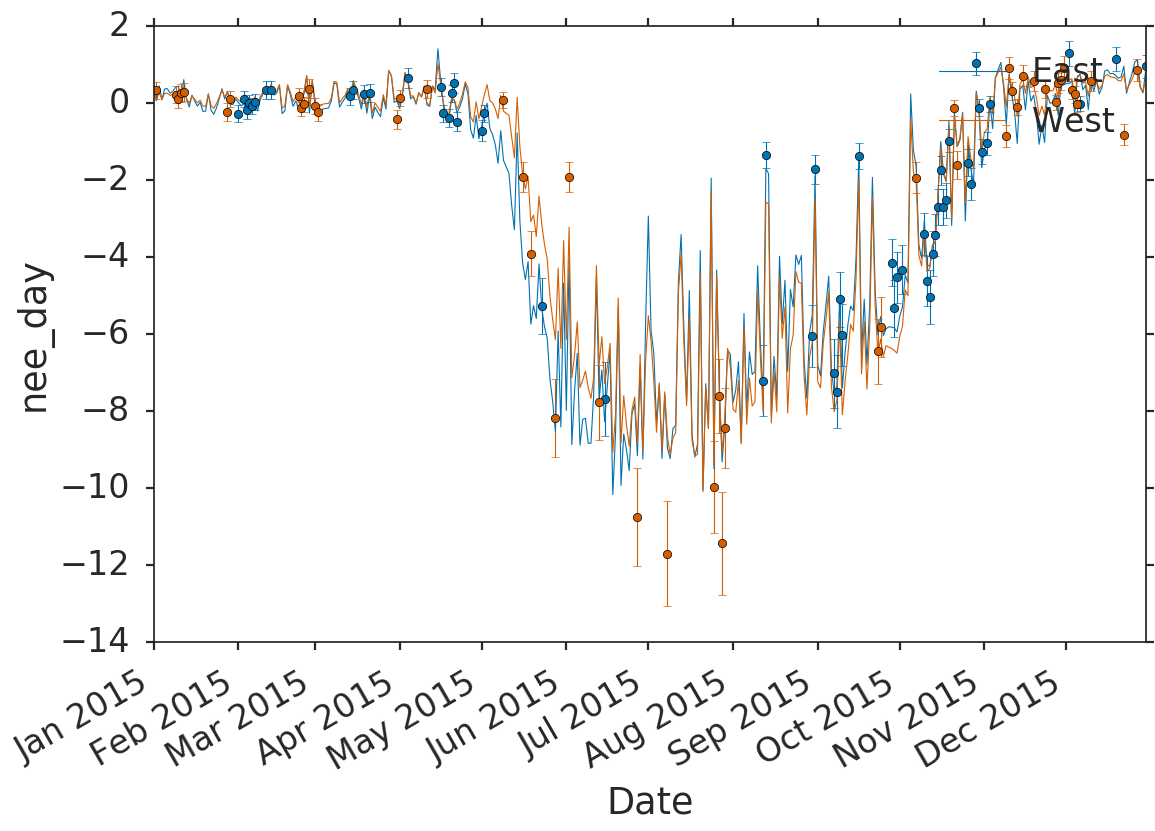 2
0
−2
−4
−6
−8
−10
−12
−14
nee_day
East
West
Jan 2015
Feb 2015
Mar 2015
Apr 2015
May 2015
Jun 2015
Jul 2015
Aug 2015
Sep 2015
Oct 2015
Nov 2015
Dec 2015
Date